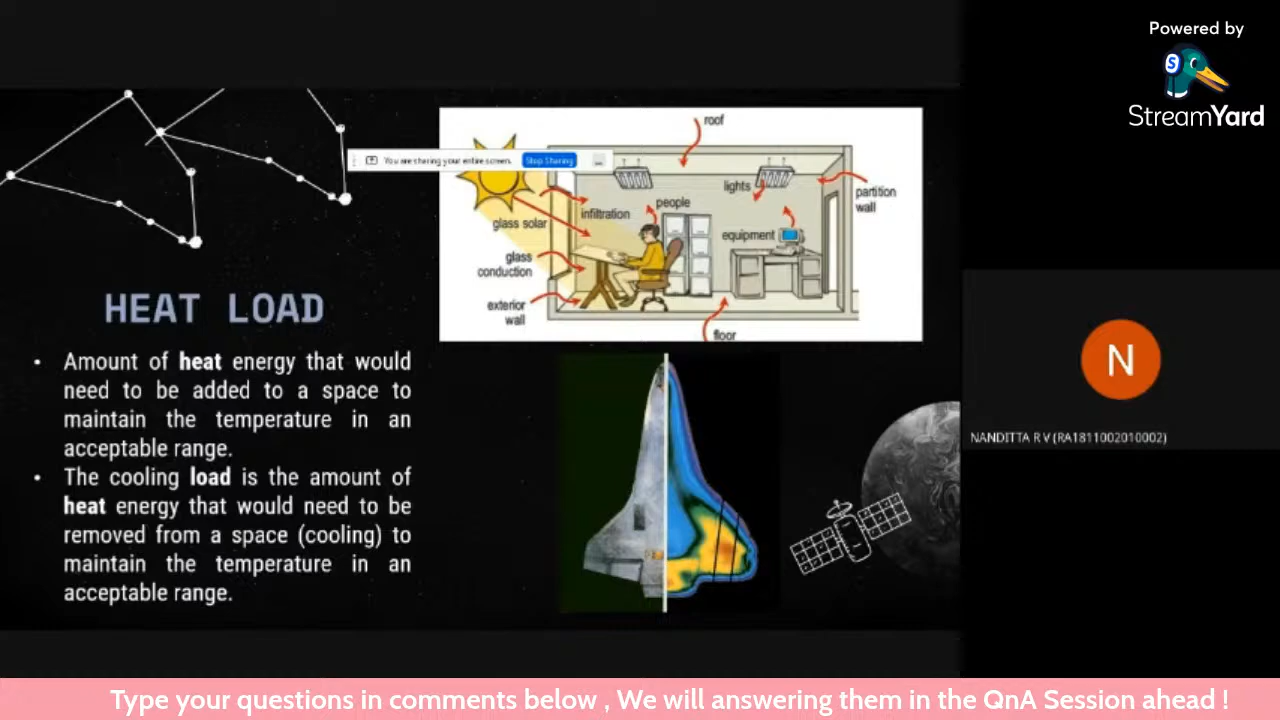 Powered by
S
StreamYard
You are sharing your entire screen.
Stop Sharing
roof
lights
partition
wall
people
infiltration
glass solar
equipment
glass
conduction
exterior
wall
floor
HEAT LOAD
• Amount of heat energy that would
need to be added to a space to
maintain the temperature in an
acceptable range.
• The cooling load is the amount of
heat energy that would need to be
removed from a space (cooling) to
maintain the temperature in an
acceptable range.
N
NANDITTA R V (RA1811002010002)
Type your questions in comments below , We will answering them in the QnA Session ahead !